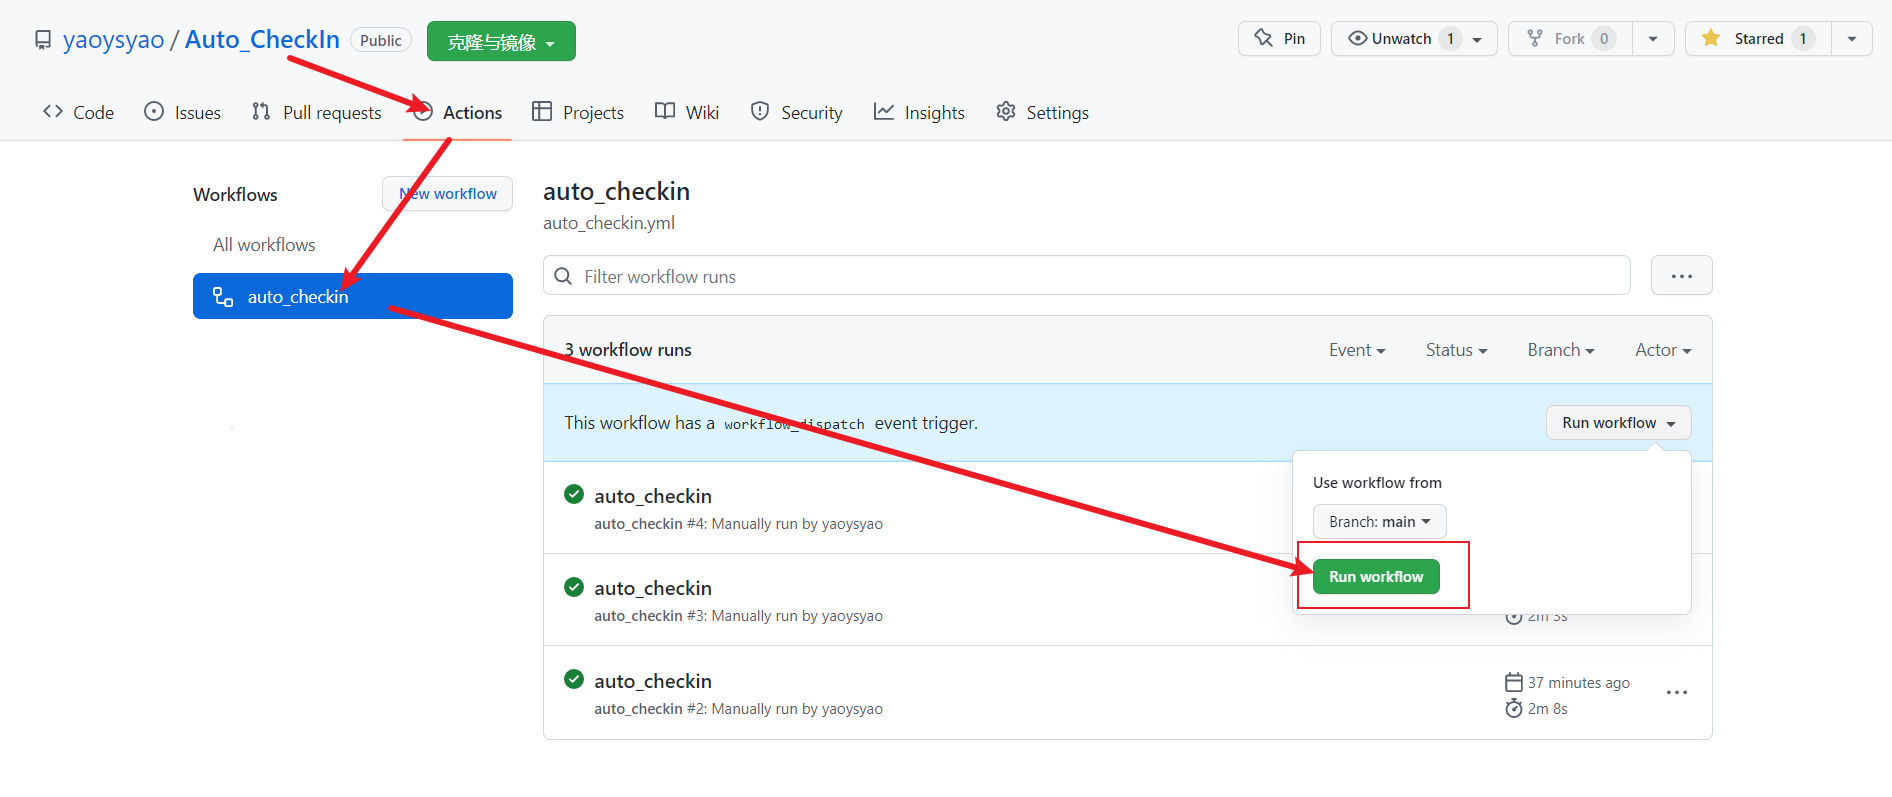 yaoysyao / Auto_CheckIn Public 克隆与镜像 Pin Unwatch 1 Fork 0 Starred 1
Code Issues Pull requests Actions Projects Wiki Security Insights Settings
Workflows New workflow
All workflows
auto_checkin
auto_checkin
auto_checkin.yml
Filter workflow runs
3 workflow runs Event Status Branch Actor
This workflow has a workflow_dispatch event trigger. Run workflow
Use workflow from
Branch: main
Run workflow
auto_checkin
auto_checkin #4: Manually run by yaoysyao
auto_checkin
auto_checkin #3: Manually run by yaoysyao
auto_checkin 37 minutes ago
auto_checkin #2: Manually run by yaoysyao 2m 8s